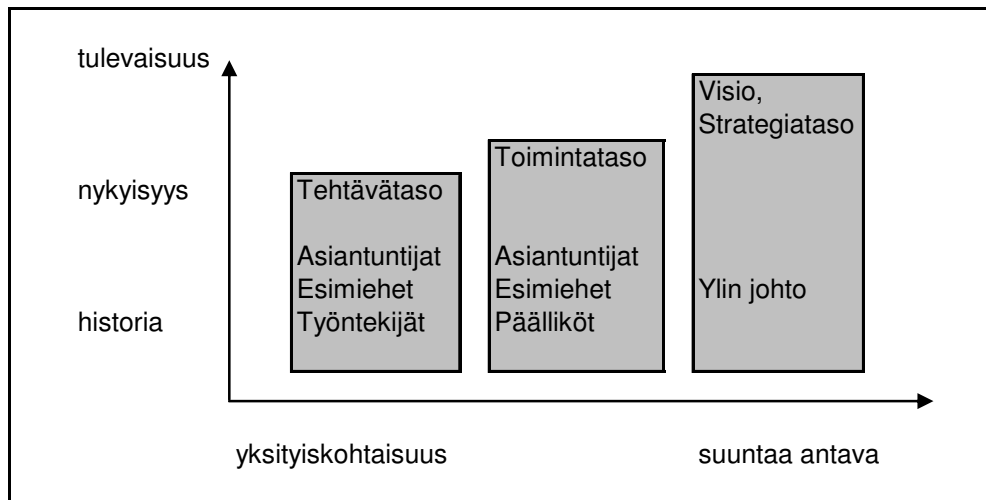 tulevaisuus
Visio,
Strategiataso
Toimintataso
nykyisyys
Tehtävätaso
Asiantuntijat
Esimiehet
Työntekijät
Asiantuntijat
Esimiehet
Päälliköt
Ylin johto
historia
yksityiskohtaisuus
suuntaa antava